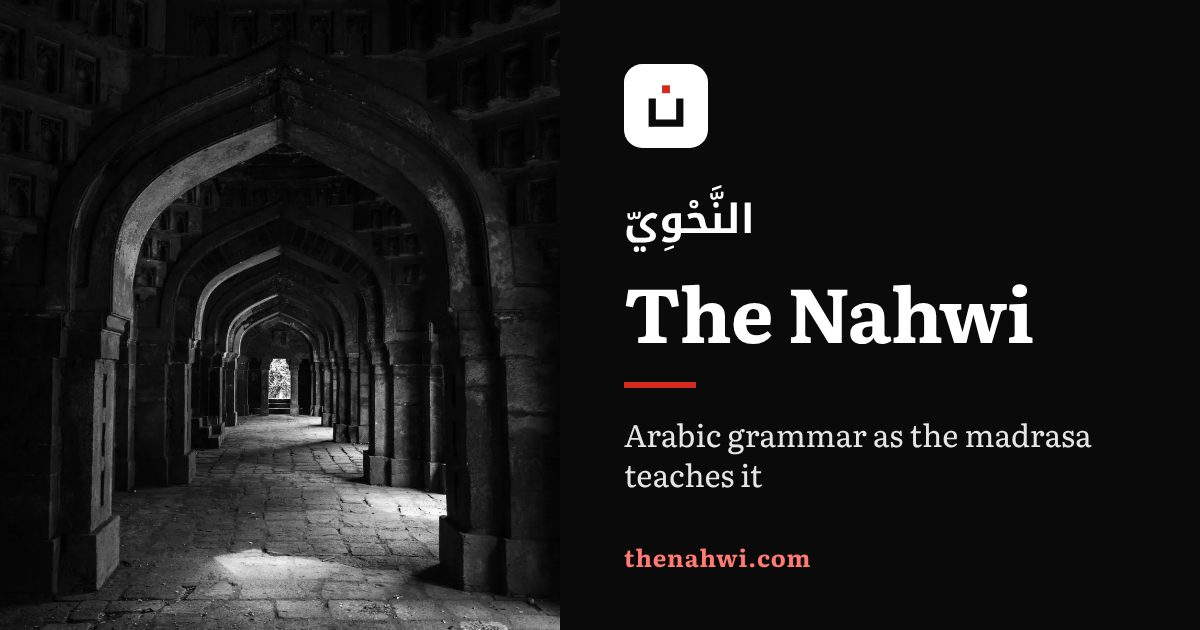 النَّحْوِيّ
The Nahwi
Arabic grammar as the madrasa
teaches it
thenahwi.com